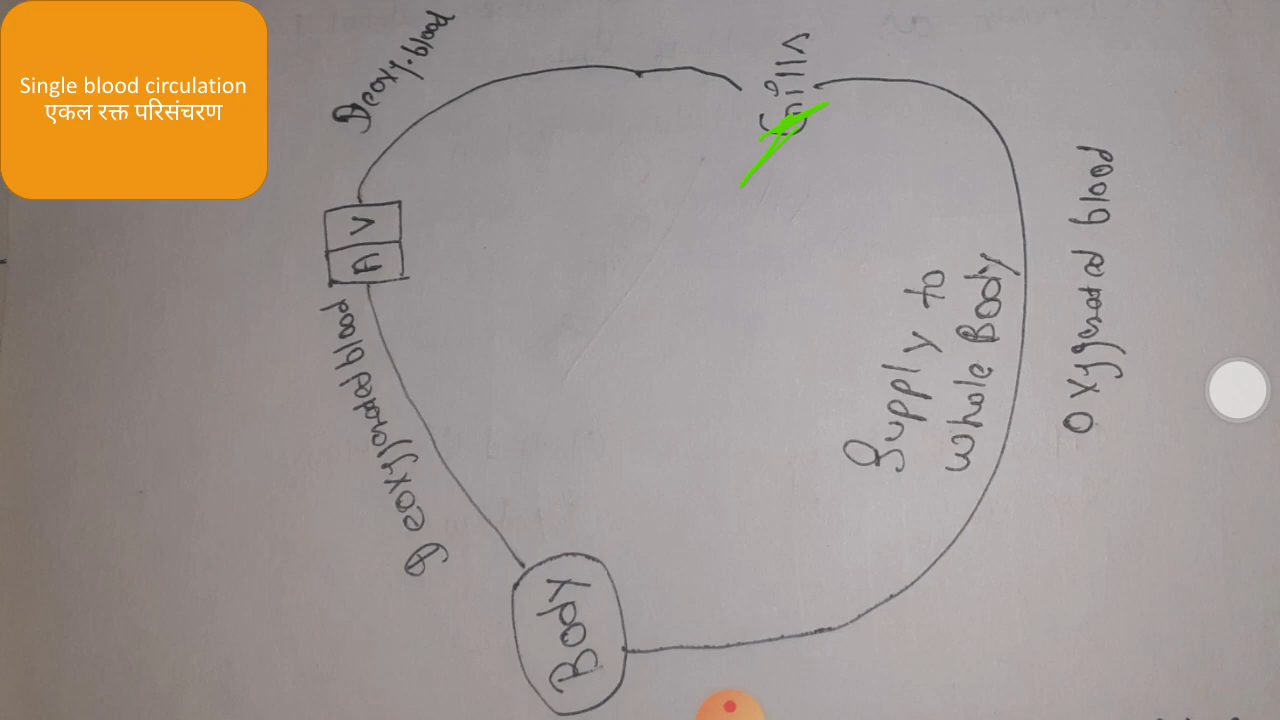 Single blood circulation
एकल रक्त परिसंचरण
Deoxy.blood
Gills
V
A
Deoxygenated blood
Supply to
whole Body
Oxygenated blood
Body